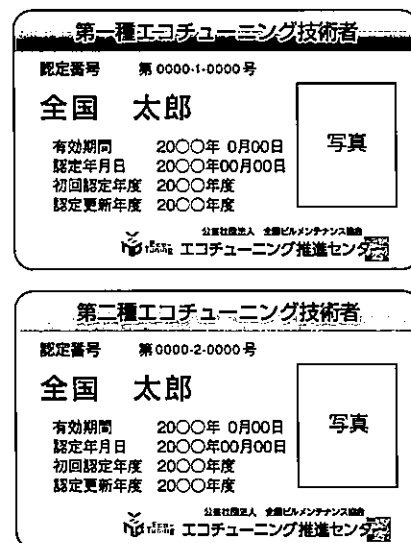 第一種エコチューニング技術者
認定番号 第0000-1-0000号
全国 太郎
有効期間 20〇〇年 0月00日
認定年月日 20〇〇年00月00日
初回認定年度 20〇〇年度
認定更新年度 20〇〇年度
写真
公益社団法人 全国ビルメンテナンス協会
エコチューニング推進センター
第二種エコチューニング技術者
認定番号 第0000-2-0000号
全国 太郎
有効期間 20〇〇年 0月00日
認定年月日 20〇〇年00月00日
初回認定年度 20〇〇年度
認定更新年度 20〇〇年度
写真
公益社団法人 全国ビルメンテナンス協会
エコチューニング推進センター